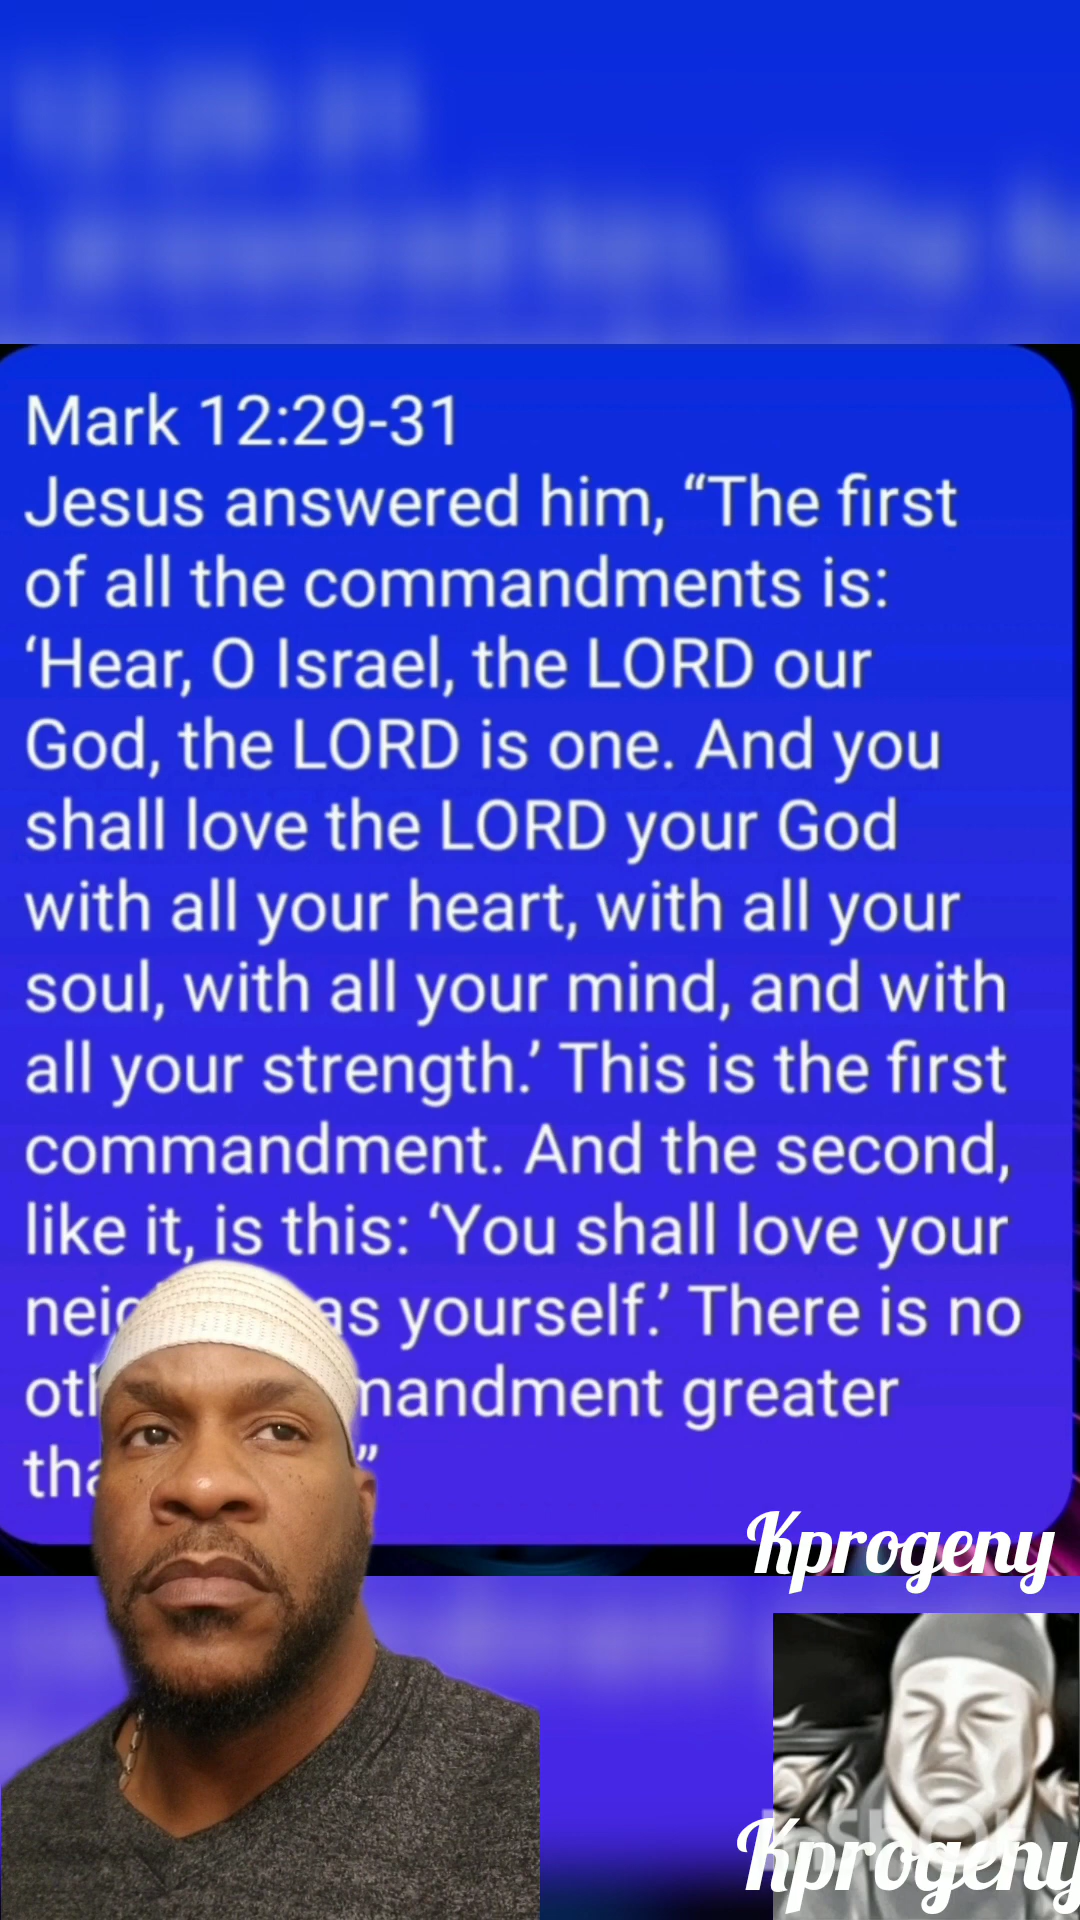 Mark 12:29-31
Jesus answered him, “The first
of all the commandments is:
‘Hear, O Israel, the LORD our
God, the LORD is one. And you
shall love the LORD your God
with all your heart, with all your
soul, with all your mind, and with
all your strength.’ This is the first
commandment. And the second,
like it, is this: ‘You shall love your
as yourself.’ There is no
greater
Kprogeny
Kprogeny